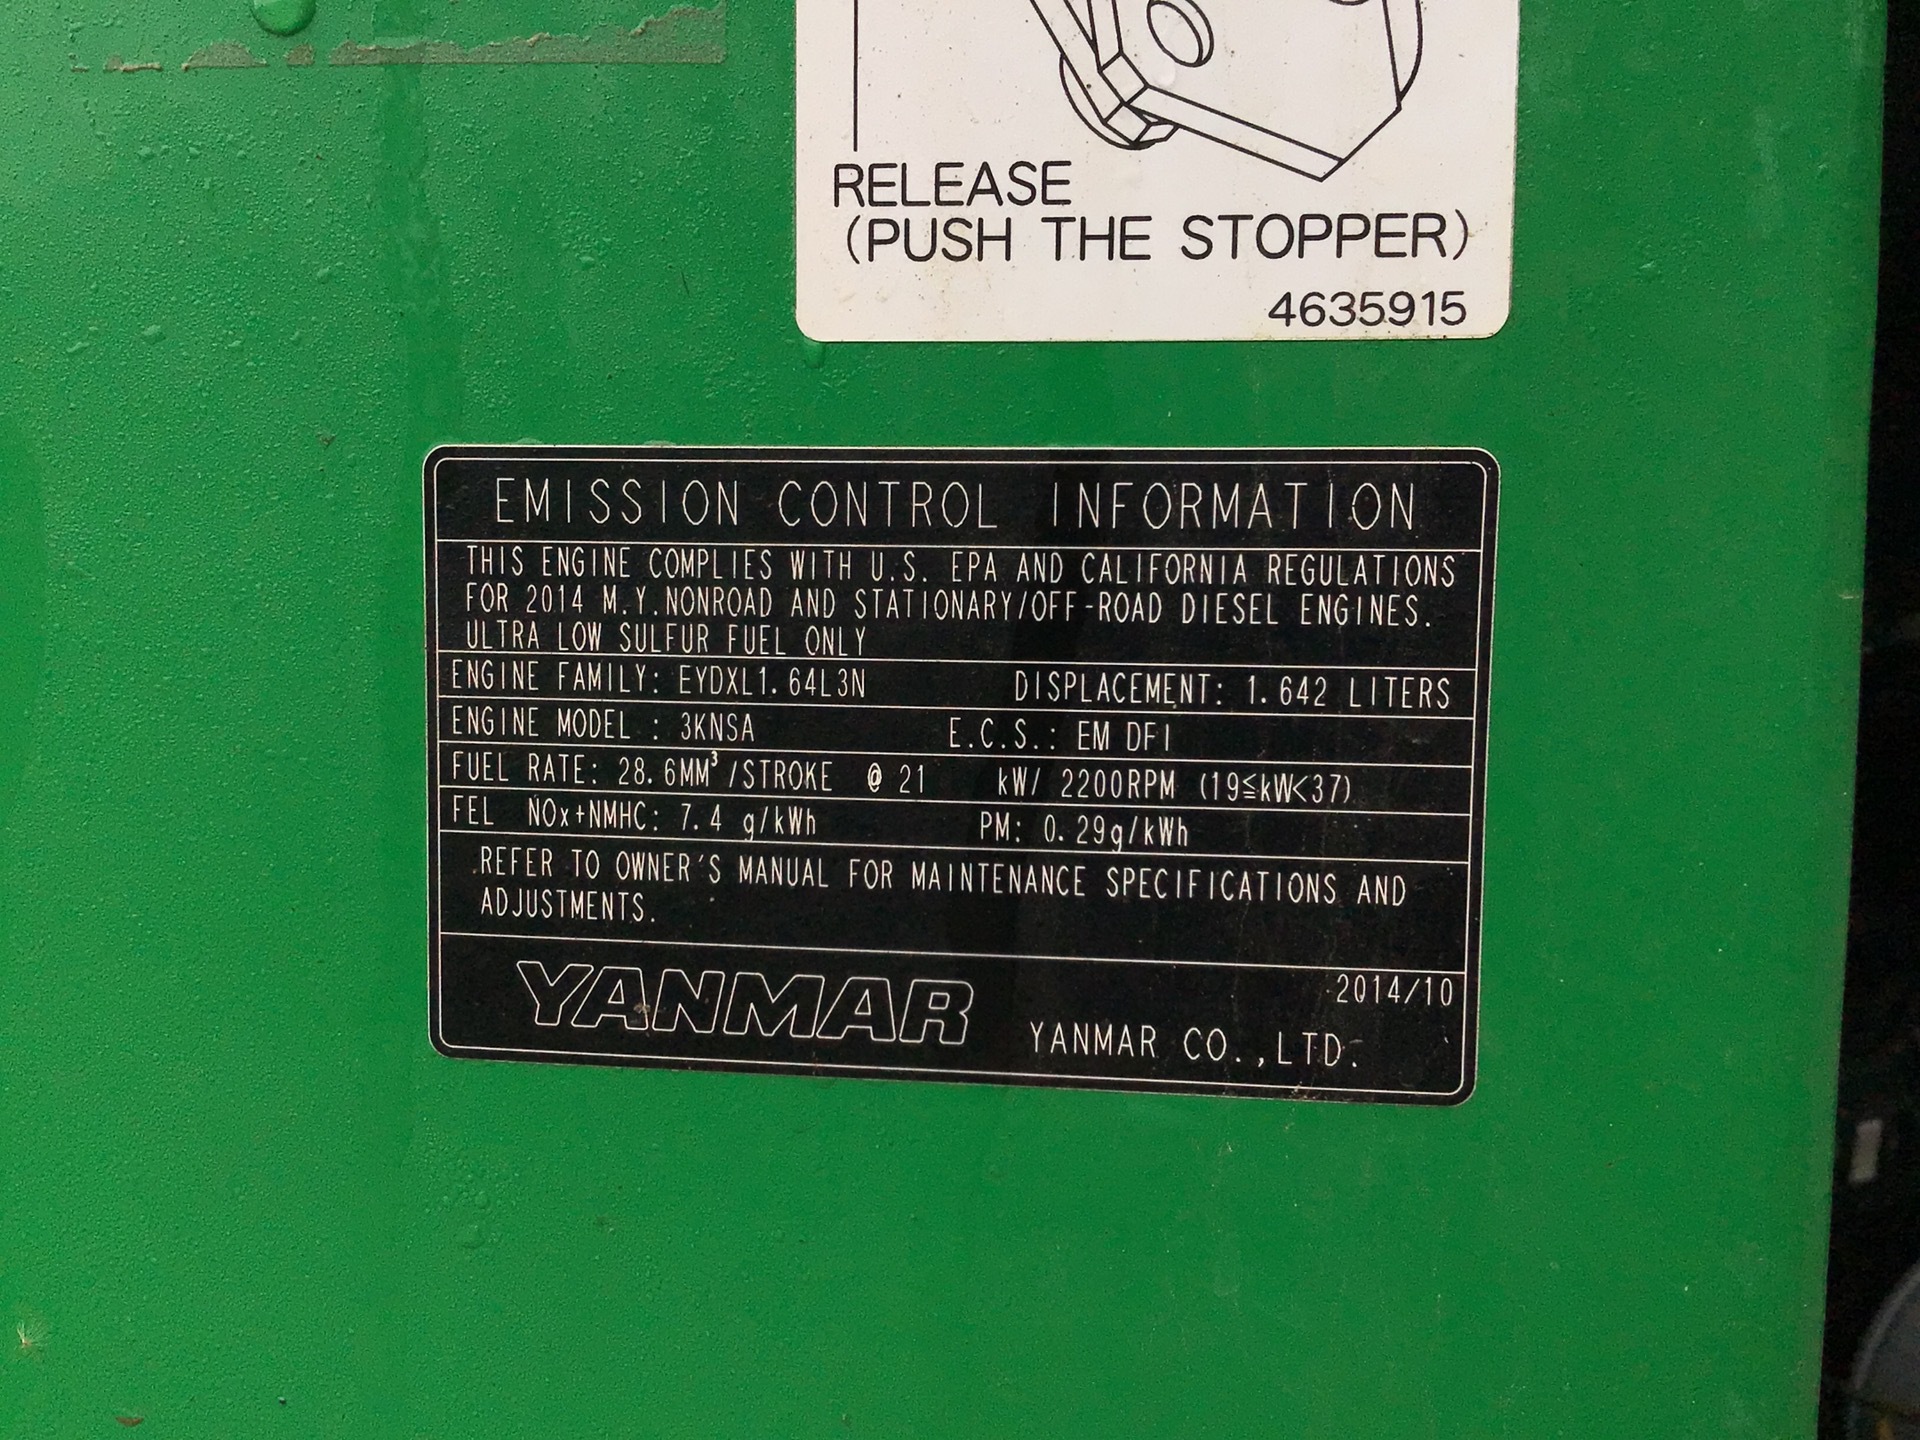 RELEASE
(PUSH THE STOPPER)
4635915
EMISSION CONTROL INFORMATION
THIS ENGINE COMPLIES WITH U.S. EPA AND CALIFORNIA REGULATIONS
FOR 2014 M.Y.NONROAD AND STATIONARY/OFF-ROAD DIESEL ENGINES.
ULTRA LOW SULFUR FUEL ONLY
ENGINE FAMILY: EYDXL1.64L3N DISPLACEMENT: 1.642 LITERS
ENGINE MODEL : 3KNSA E.C.S.: EM DFI
FUEL RATE: 28.6MM³/STROKE @ 21 kW/ 2200RPM (19≦kW<37)
FEL NOx+NMHC: 7.4 g/kWh PM: 0.29g/kWh
REFER TO OWNER'S MANUAL FOR MAINTENANCE SPECIFICATIONS AND
ADJUSTMENTS.
2014/10
YANMAR YANMAR CO.,LTD.